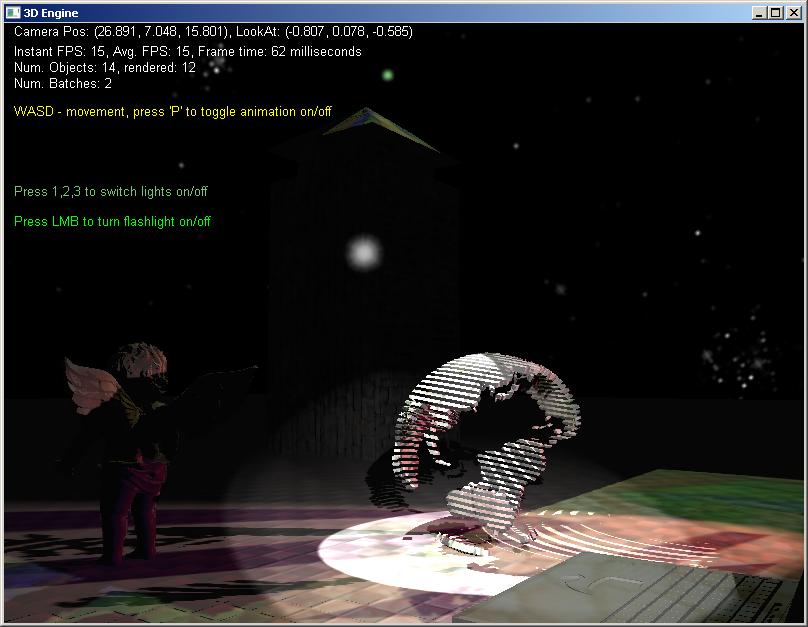 3D Engine
Camera Pos: (26.891, 7.048, 15.801), LookAt: (-0.807, 0.078, -0.585)
Instant FPS: 15, Avg. FPS: 15, Frame time: 62 milliseconds
Num. Objects: 14, rendered: 12
Num. Batches: 2
WASD - movement, press 'P' to toggle animation on/off
Press 1,2,3 to switch lights on/off
Press LMB to turn flashlight on/off